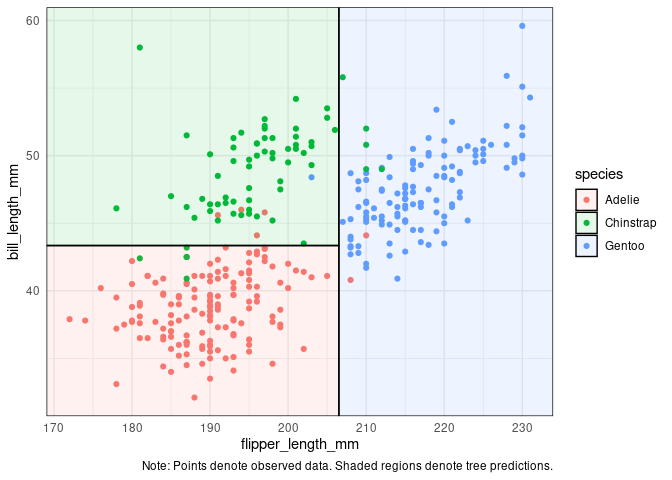 60
50
40
bill_length_mm
170
180
190
200
210
220
230
flipper_length_mm
species
Adelie
Chinstrap
Gentoo
Note: Points denote observed data. Shaded regions denote tree predictions.